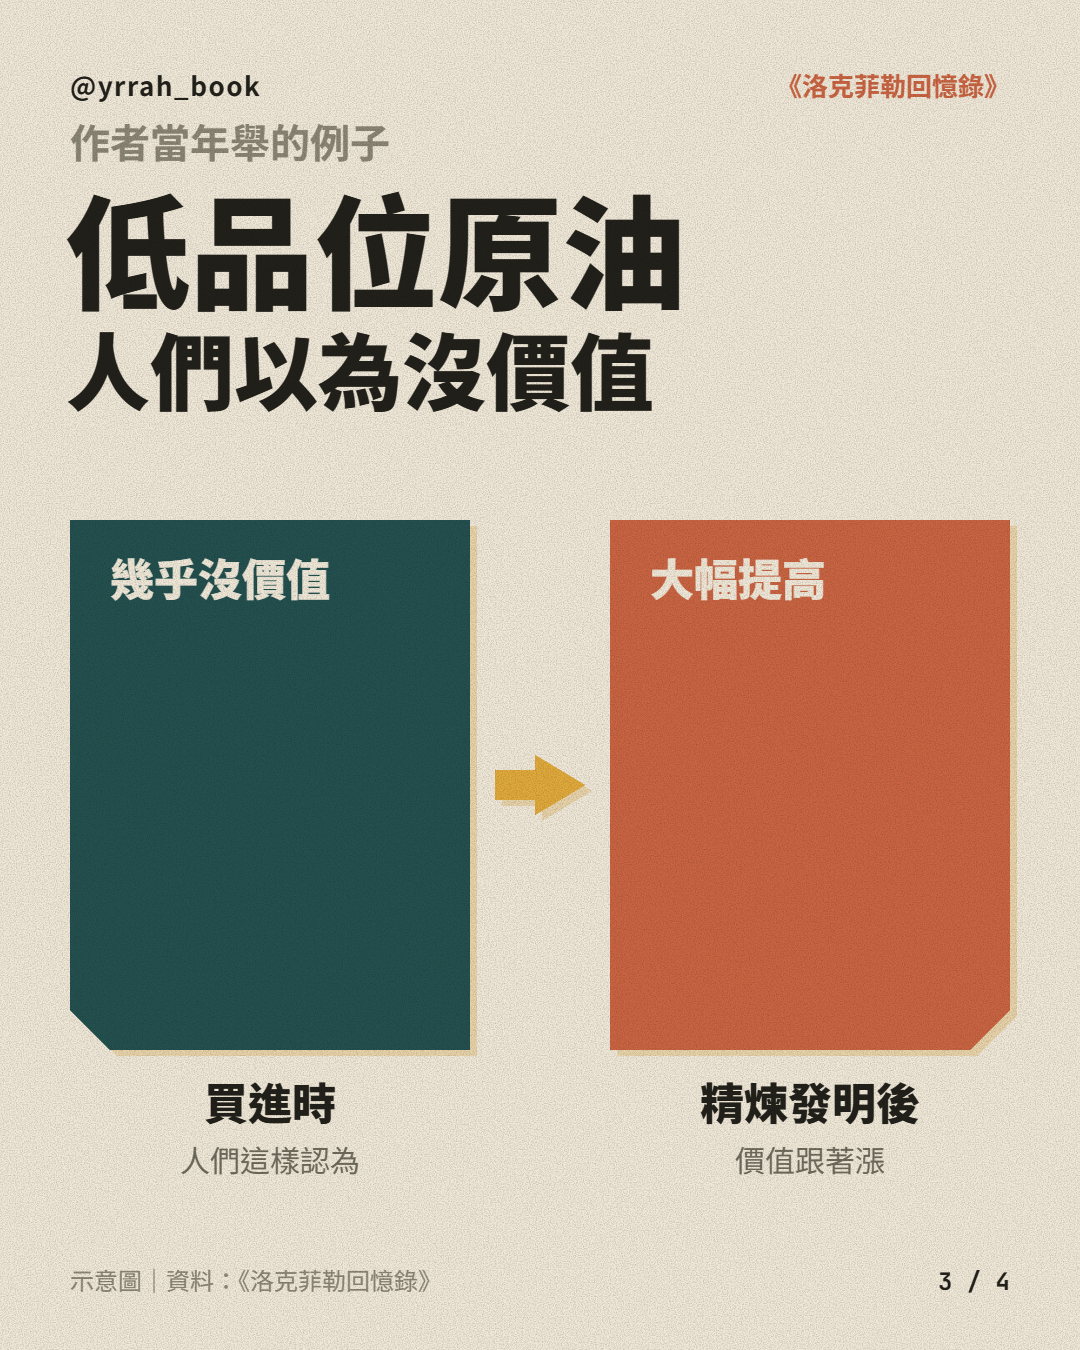 @yrrah_book
《洛克菲勒回憶錄》
作者當年舉的例子
低品位原油
人們以為沒價值
幾乎沒價值
大幅提高
買進時
人們這樣認為
精煉發明後
價值跟著漲
示意圖｜資料：《洛克菲勒回憶錄》
3 / 4